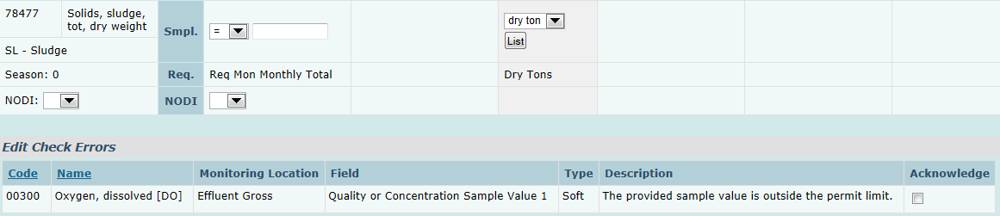 78477
Solids, sludge,
tot, dry weight
Smpl.
=
dry ton
List
SL - Sludge
Season: 0
Req.
Req Mon Monthly Total
Dry Tons
NODI:
NODI
Edit Check Errors
Code Name Monitoring Location Field Type Description Acknowledge
00300 Oxygen, dissolved [DO] Effluent Gross Quality or Concentration Sample Value 1 Soft The provided sample value is outside the permit limit.